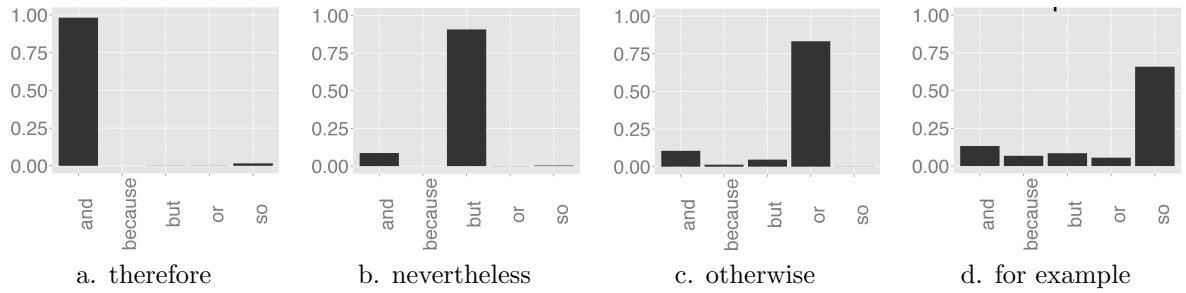 1.00 0.75 0.50 0.25 0.00
and because but or so
a. therefore
1.00 0.75 0.50 0.25 0.00
and because but or so
b. nevertheless
1.00 0.75 0.50 0.25 0.00
and because but or so
c. otherwise
1.00 0.75 0.50 0.25 0.00
and because but or so
d. for example